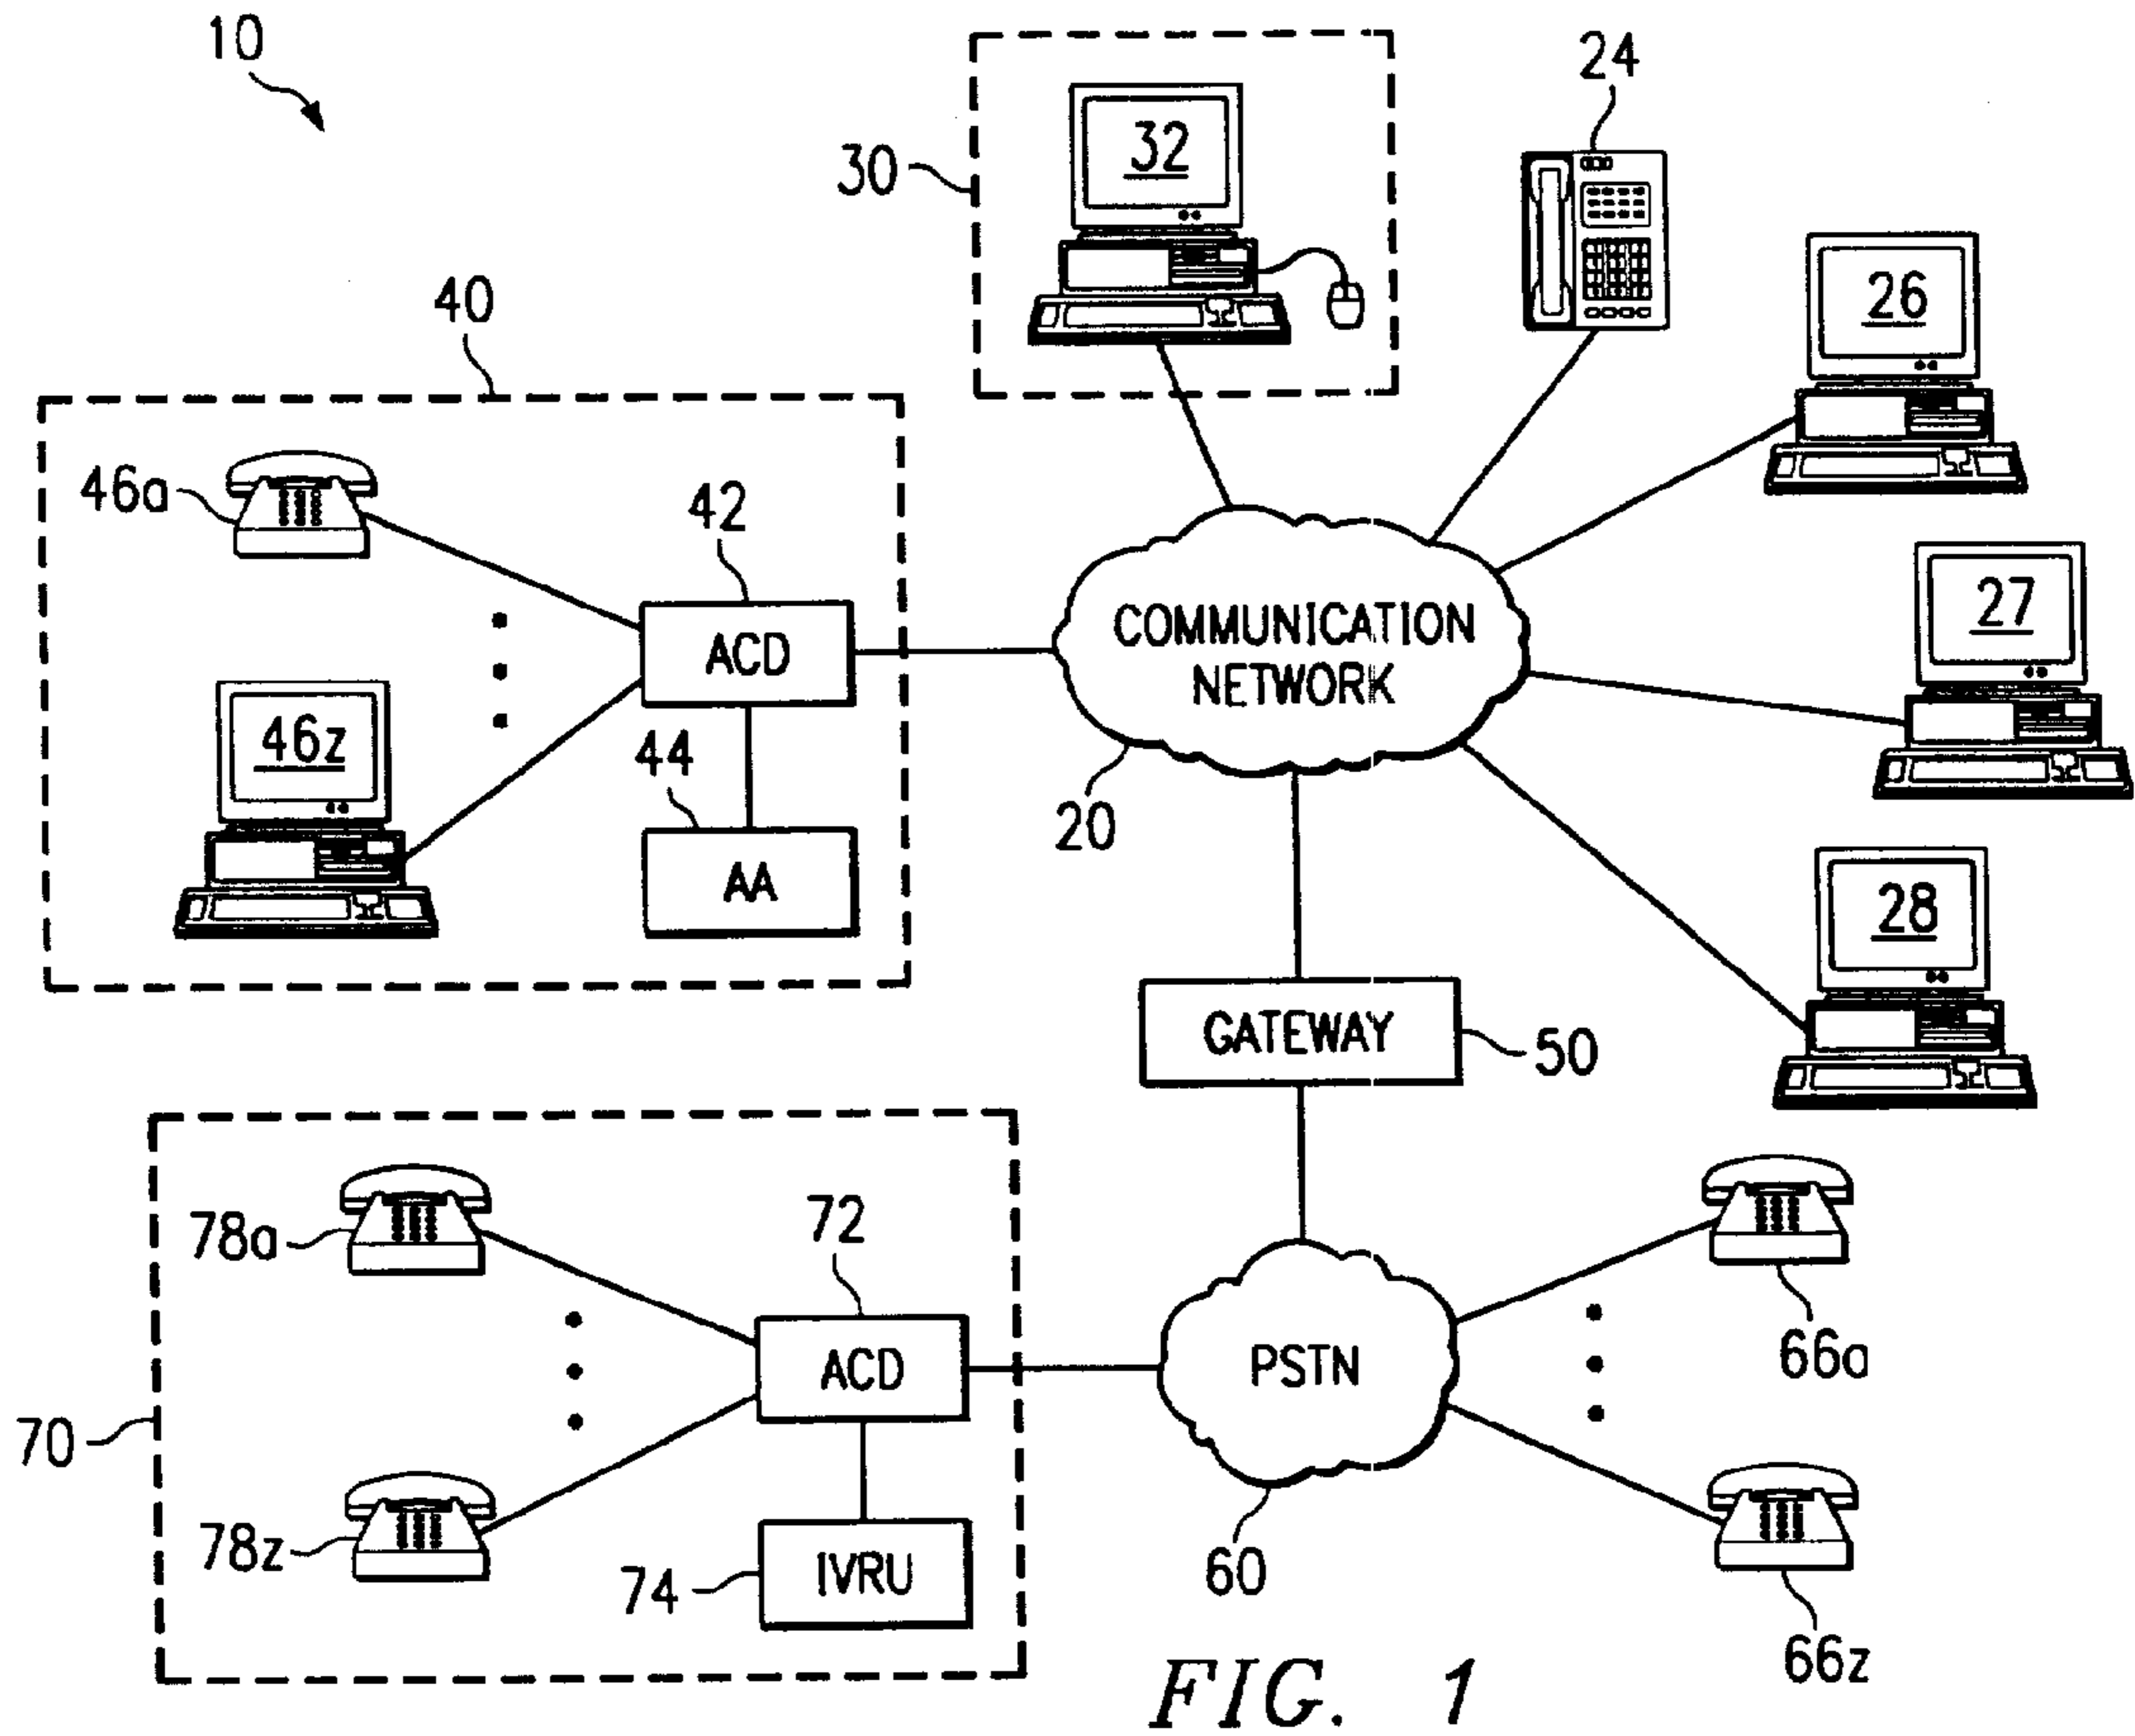 10
30
32
24
26
40
46a
42
ACD
46z
44
AA
COMMUNICATION
NETWORK
20
27
28
GATEWAY
50
70
78a
72
ACD
78z
74
IVRU
PSTN
60
66a
66z
FIG. 1